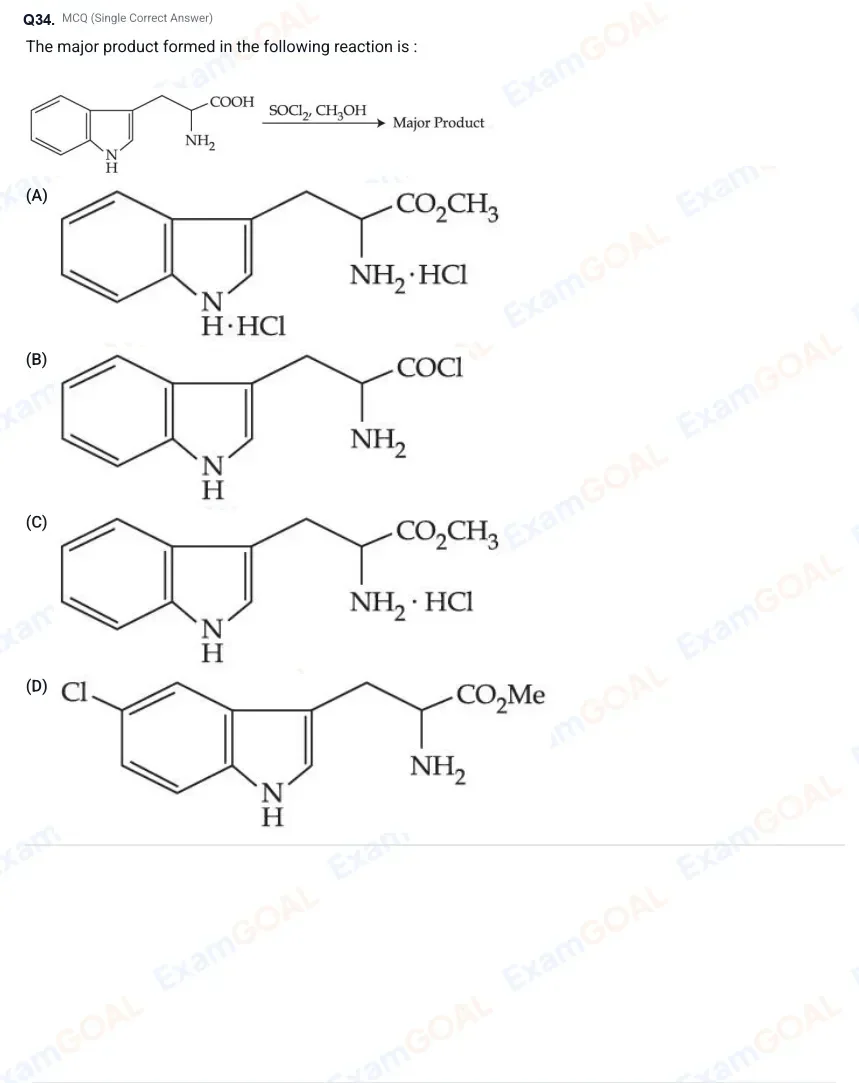 Q34. MCQ (Single Correct Answer)
The major product formed in the following reaction is :
COOH
NH2
N
H
SOCl2, CH3OH
Major Product
(A)
CO2CH3
NH2·HCl
N
H·HCl
(B)
COCl
NH2
N
H
(C)
CO2CH3
NH2 · HCl
N
H
(D)
Cl
CO2Me
NH2
N
H
ExamGOAL